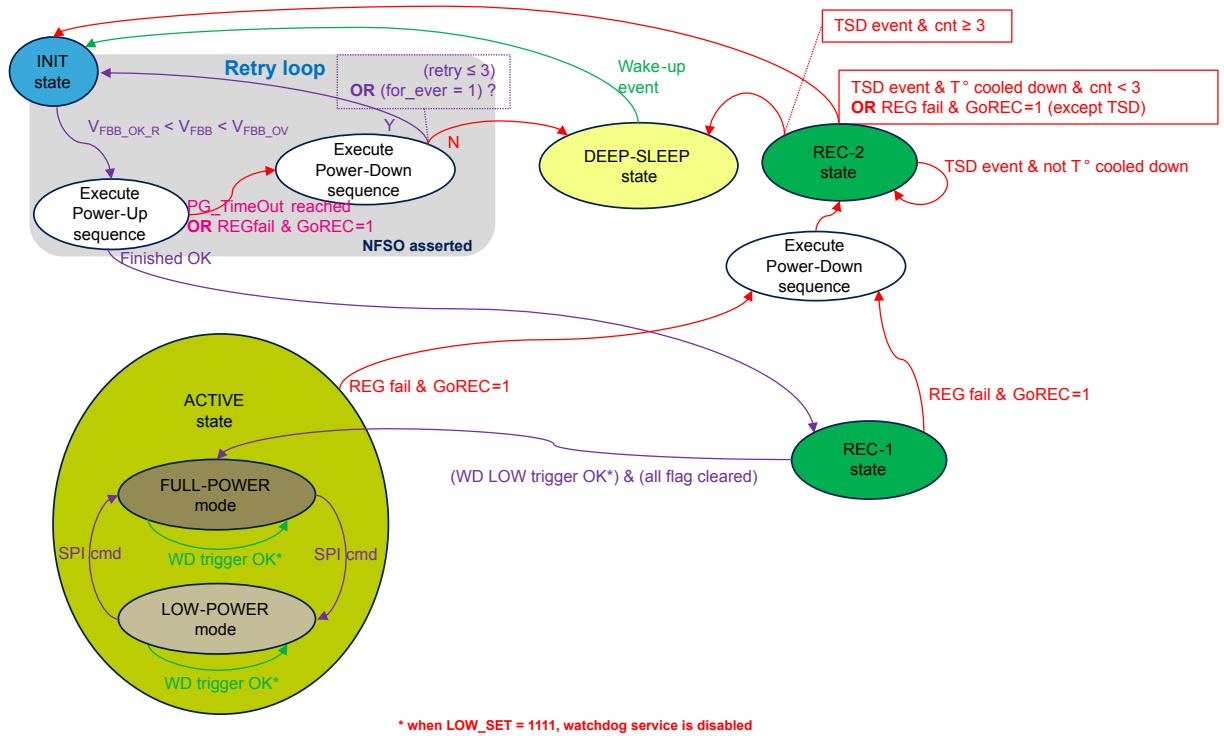 TSD event & cnt ≥ 3
INIT
state
Retry loop
(retry ≤ 3)
OR (for_ever = 1) ?
Wake-up
event
TSD event & T° cooled down & cnt < 3
OR REG fail & GoREC=1 (except TSD)
V_FBB_OK_R < V_FBB < V_FBB_OV
Y
N
Execute
Power-Down
sequence
DEEP-SLEEP
state
REC-2
state
TSD event & not T° cooled down
Execute
Power-Up
sequence
PG_TimeOut reached
OR REGfail & GoREC=1
NFSO asserted
Finished OK
Execute
Power-Down
sequence
REG fail & GoREC=1
REG fail & GoREC=1
ACTIVE
state
REC-1
state
(WD LOW trigger OK*) & (all flag cleared)
FULL-POWER
mode
SPI cmd
WD trigger OK*
SPI cmd
LOW-POWER
mode
WD trigger OK*
* when LOW_SET = 1111, watchdog service is disabled